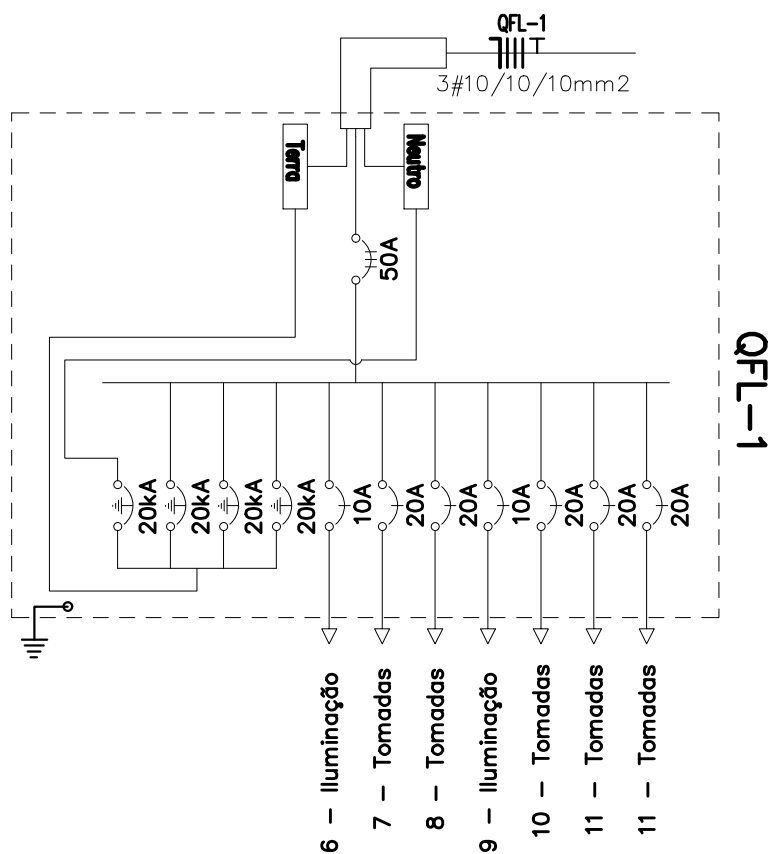 QFL-1
3#10/10/10mm2
Terra
Neutro
50A
QFL-1
20kA
20kA
20kA
20kA
10A
20A
20A
10A
20A
20A
20A
6 - Iluminação
7 - Tomadas
8 - Tomadas
9 - Iluminação
10 - Tomadas
11 - Tomadas
11 - Tomadas